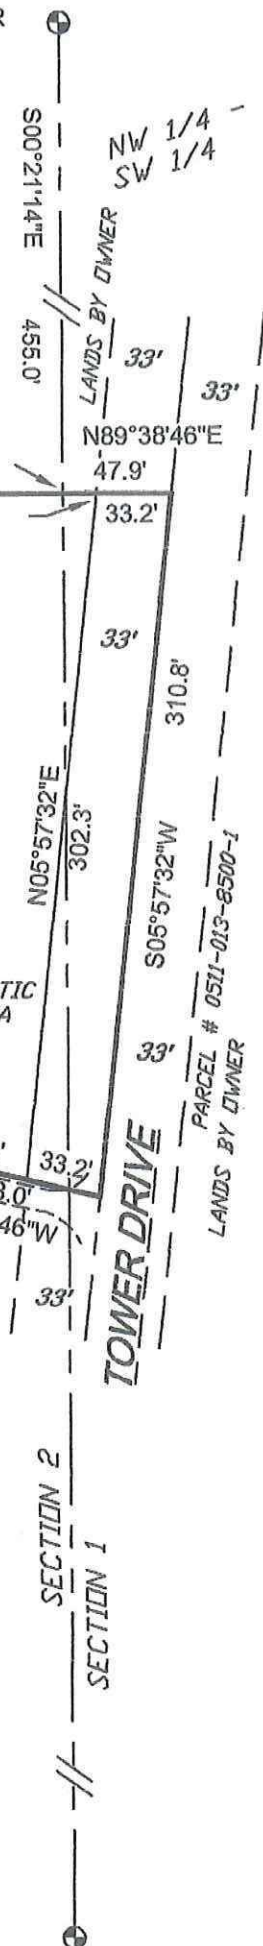 NW 1/4 -
SW 1/4
S00°21'14"E
455.0'
LANDS BY OWNER
33'
33'
N89°38'46"E
47.9'
33.2'
33'
310.8'
N05°57'32"E
302.3'
S05°57'32"W
PARCEL # 0511-013-8500-1
LANDS BY OWNER
TIC
A
33'
33.2'
.0'
46"W
33'
TOWER DRIVE
SECTION 2
SECTION 1